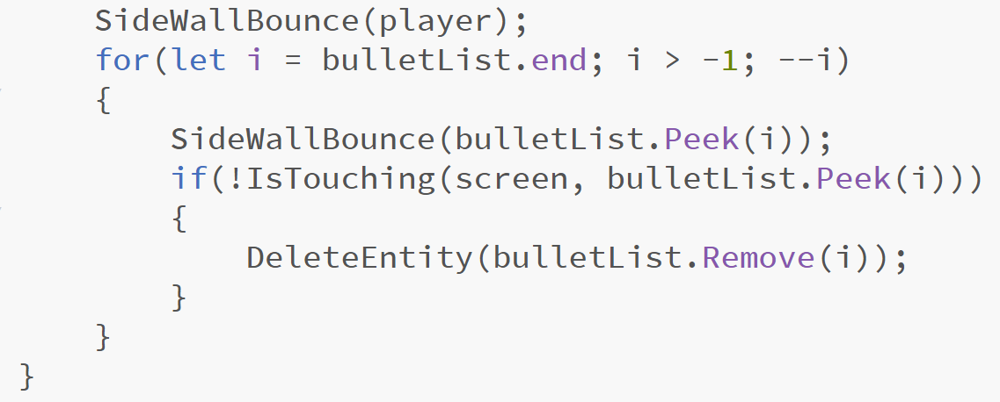 SideWallBounce(player);
for(let i = bulletList.end; i > -1; --i)
{
SideWallBounce(bulletList.Peek(i));
if(!IsTouching(screen, bulletList.Peek(i)))
{
DeleteEntity(bulletList.Remove(i));
}
}
}